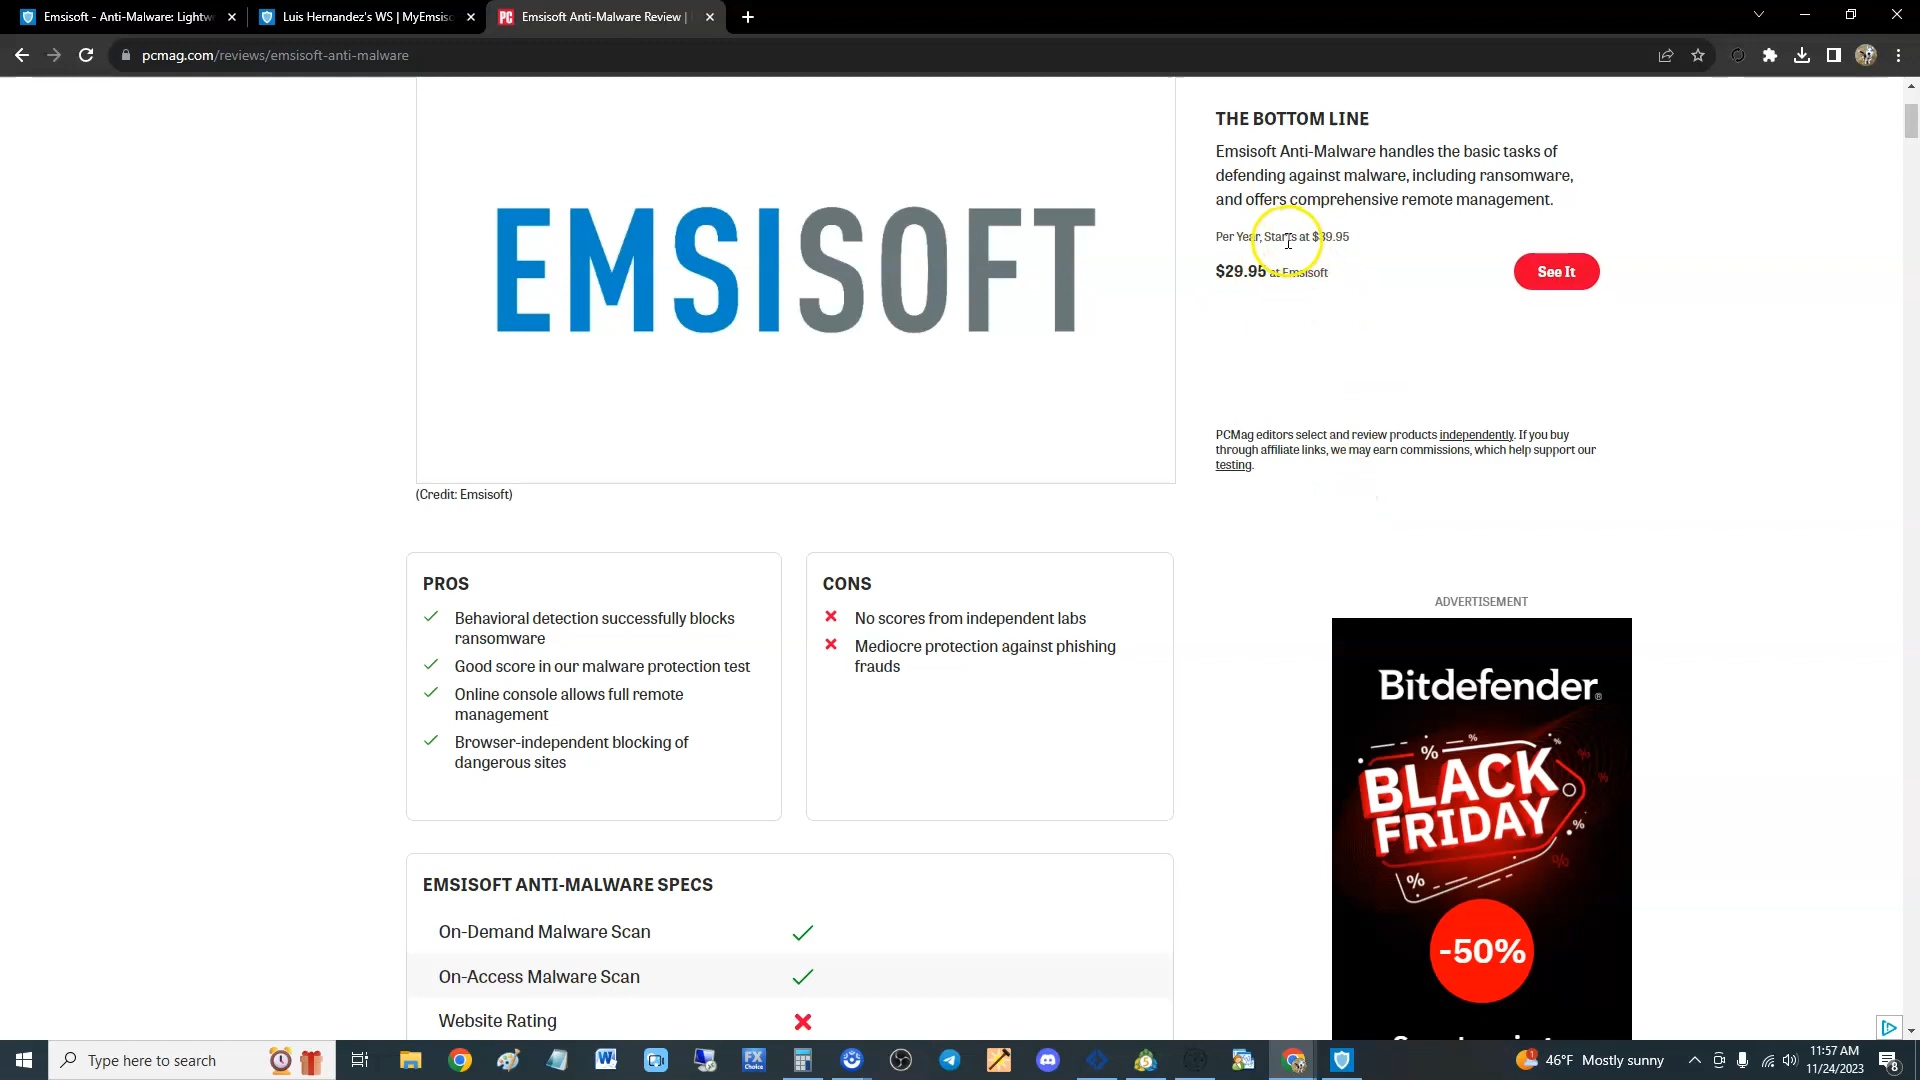 Emsisoft - Anti-Malware: Lightw
Luis Hernandez's WS | MyEmsisc
PC
Emsisoft Anti-Malware Review |
pcmag.com/reviews/emsisoft-anti-malware
EMSISOFT
(Credit: Emsisoft)
THE BOTTOM LINE
Emsisoft Anti-Malware handles the basic tasks of
defending against malware, including ransomware,
and offers comprehensive remote management.
Per Year, Starts at $39.95
$29.95 at Emsisoft
See It
PCMag editors select and review products independently. If you buy
through affiliate links, we may earn commissions, which help support our
testing.
PROS
Behavioral detection successfully blocks
ransomware
Good score in our malware protection test
Online console allows full remote
management
Browser-independent blocking of
dangerous sites
CONS
No scores from independent labs
Mediocre protection against phishing
frauds
EMSISOFT ANTI-MALWARE SPECS
On-Demand Malware Scan
On-Access Malware Scan
Website Rating
ADVERTISEMENT
Bitdefender®
BLACK
FRIDAY
-50%
Type here to search
FX
Choice
1
46°F Mostly sunny
11:57 AM
11/24/2023
8